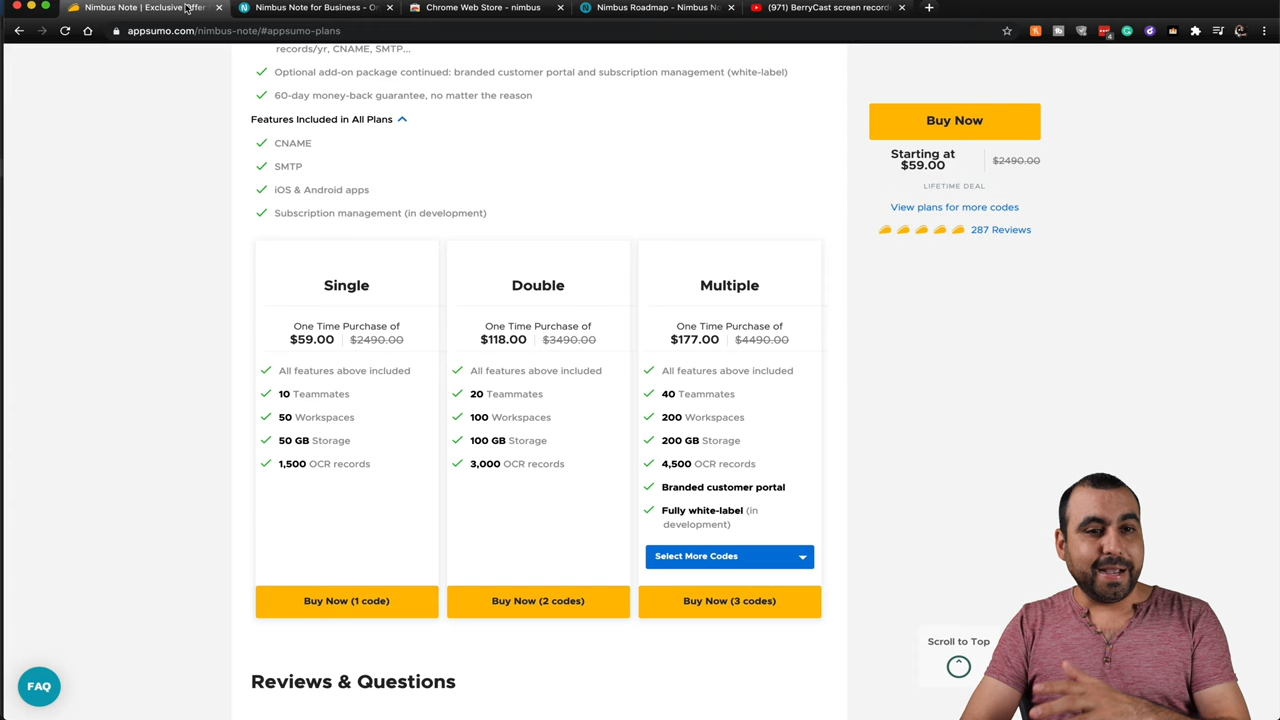 Nimbus Note | Exclusive Offer
Nimbus Note for Business - O
Chrome Web Store - nimbus
Nimbus Roadmap - Nimbus No
(971) BerryCast screen record
appsumo.com/nimbus-note/#appsumo-plans
records/yr, CNAME, SMTP...
Optional add-on package continued: branded customer portal and subscription management (white-label)
60-day money-back guarantee, no matter the reason
Features Included in All Plans
CNAME
SMTP
iOS & Android apps
Subscription management (in development)
Buy Now
Starting at
$59.00
$2490.00
LIFETIME DEAL
View plans for more codes
287 Reviews
Single
One Time Purchase of
$59.00 $2490.00
All features above included
10 Teammates
50 Workspaces
50 GB Storage
1,500 OCR records
Buy Now (1 code)
Double
One Time Purchase of
$118.00 $3490.00
All features above included
20 Teammates
100 Workspaces
100 GB Storage
3,000 OCR records
Buy Now (2 codes)
Multiple
One Time Purchase of
$177.00 $4490.00
All features above included
40 Teammates
200 Workspaces
200 GB Storage
4,500 OCR records
Branded customer portal
Fully white-label (in
development)
Select More Codes
Buy Now (3 codes)
Scroll to Top
FAQ
Reviews & Questions